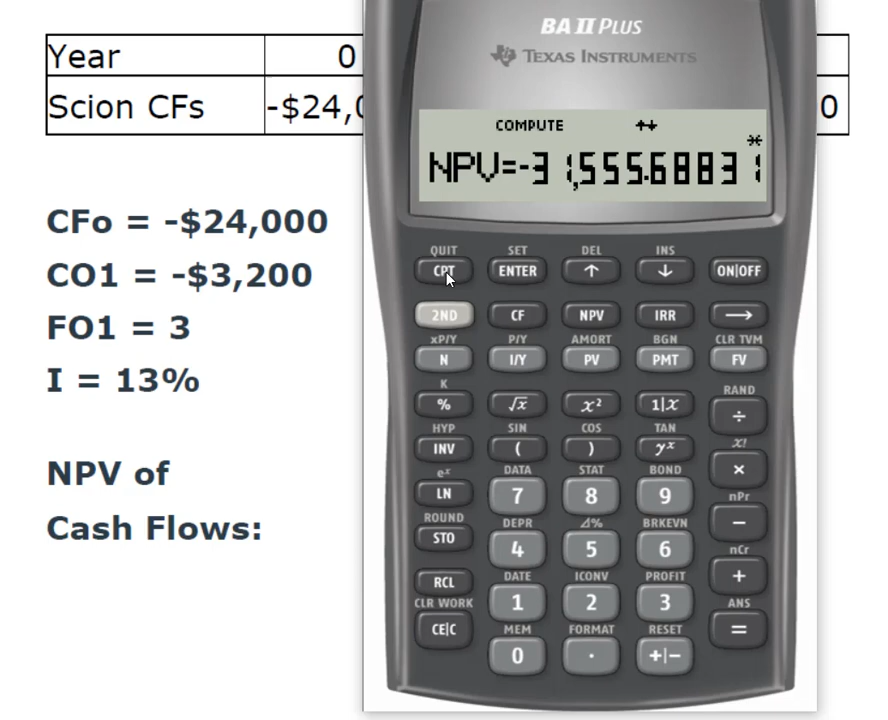 BA II PLUS
TEXAS INSTRUMENTS
Year 0
Scion CFs -$24,0 0
COMPUTE
NPV=-31,555.68831
CFo = -$24,000
CO1 = -$3,200
FO1 = 3
I = 13%
NPV of
Cash Flows:
QUIT SET DEL INS
CPT ENTER ↑ ↓ ON|OFF
2ND CF NPV IRR →
xP/Y P/Y AMORT BGN CLR TVM
N I/Y PV PMT FV
K RAND
% √x x² 1|x ÷
HYP SIN COS TAN x!
INV ( ) yˣ ×
eˣ DATA STAT BOND nPr
LN 7 8 9 −
ROUND DEPR Δ% BRKEVN nCr
STO 4 5 6 +
DATE ICONV PROFIT
RCL 1 2 3
CLR WORK ANS
CE|C =
MEM FORMAT RESET
0 . +|−